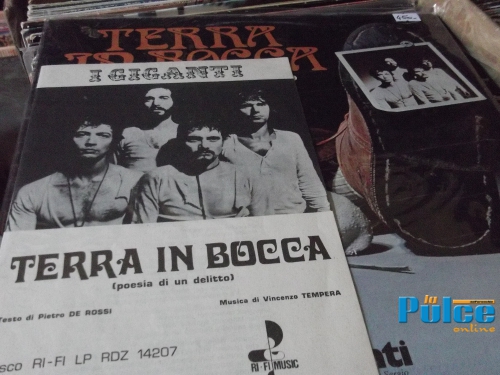 TERRA
IN BOCCA
I GIGANTI
TERRA IN BOCCA
(poesia di un delitto)
Testo di Pietro DE ROSSI
Musica di Vincenzo TEMPERA
isco RI-FI LP RDZ 14207
RI-FI MUSIC
la
Pulce
online
nti